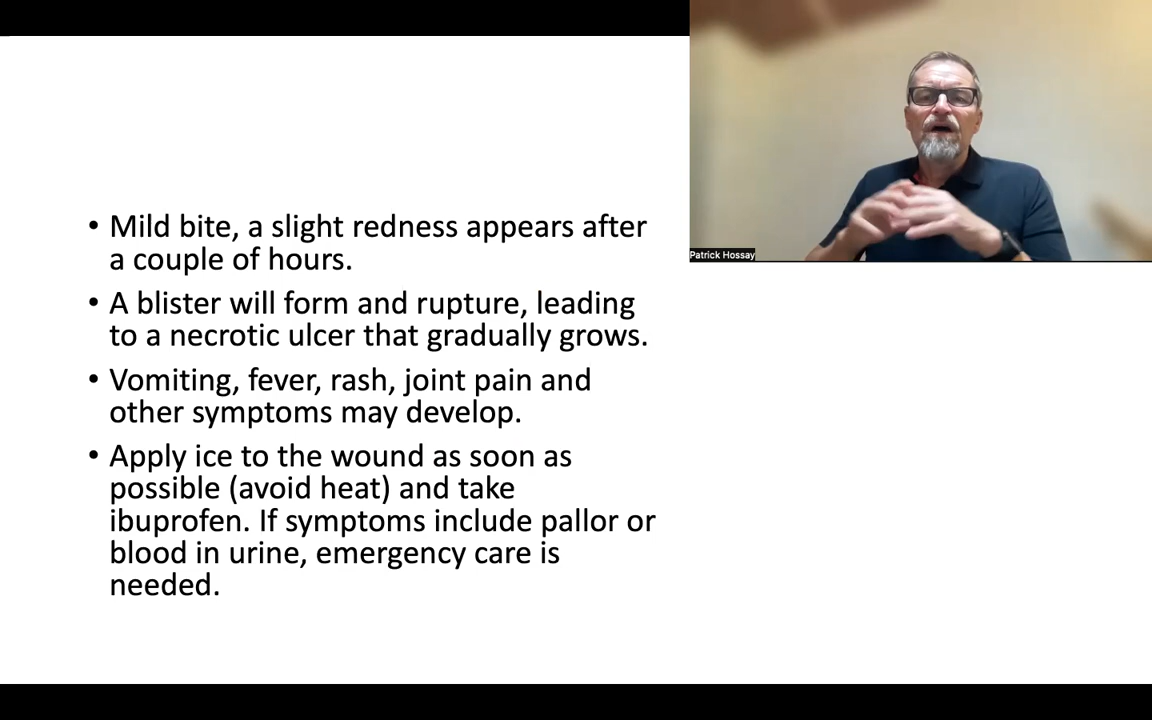 • Mild bite, a slight redness appears after
a couple of hours.
• A blister will form and rupture, leading
to a necrotic ulcer that gradually grows.
• Vomiting, fever, rash, joint pain and
other symptoms may develop.
• Apply ice to the wound as soon as
possible (avoid heat) and take
ibuprofen. If symptoms include pallor or
blood in urine, emergency care is
needed.
Patrick Hossay